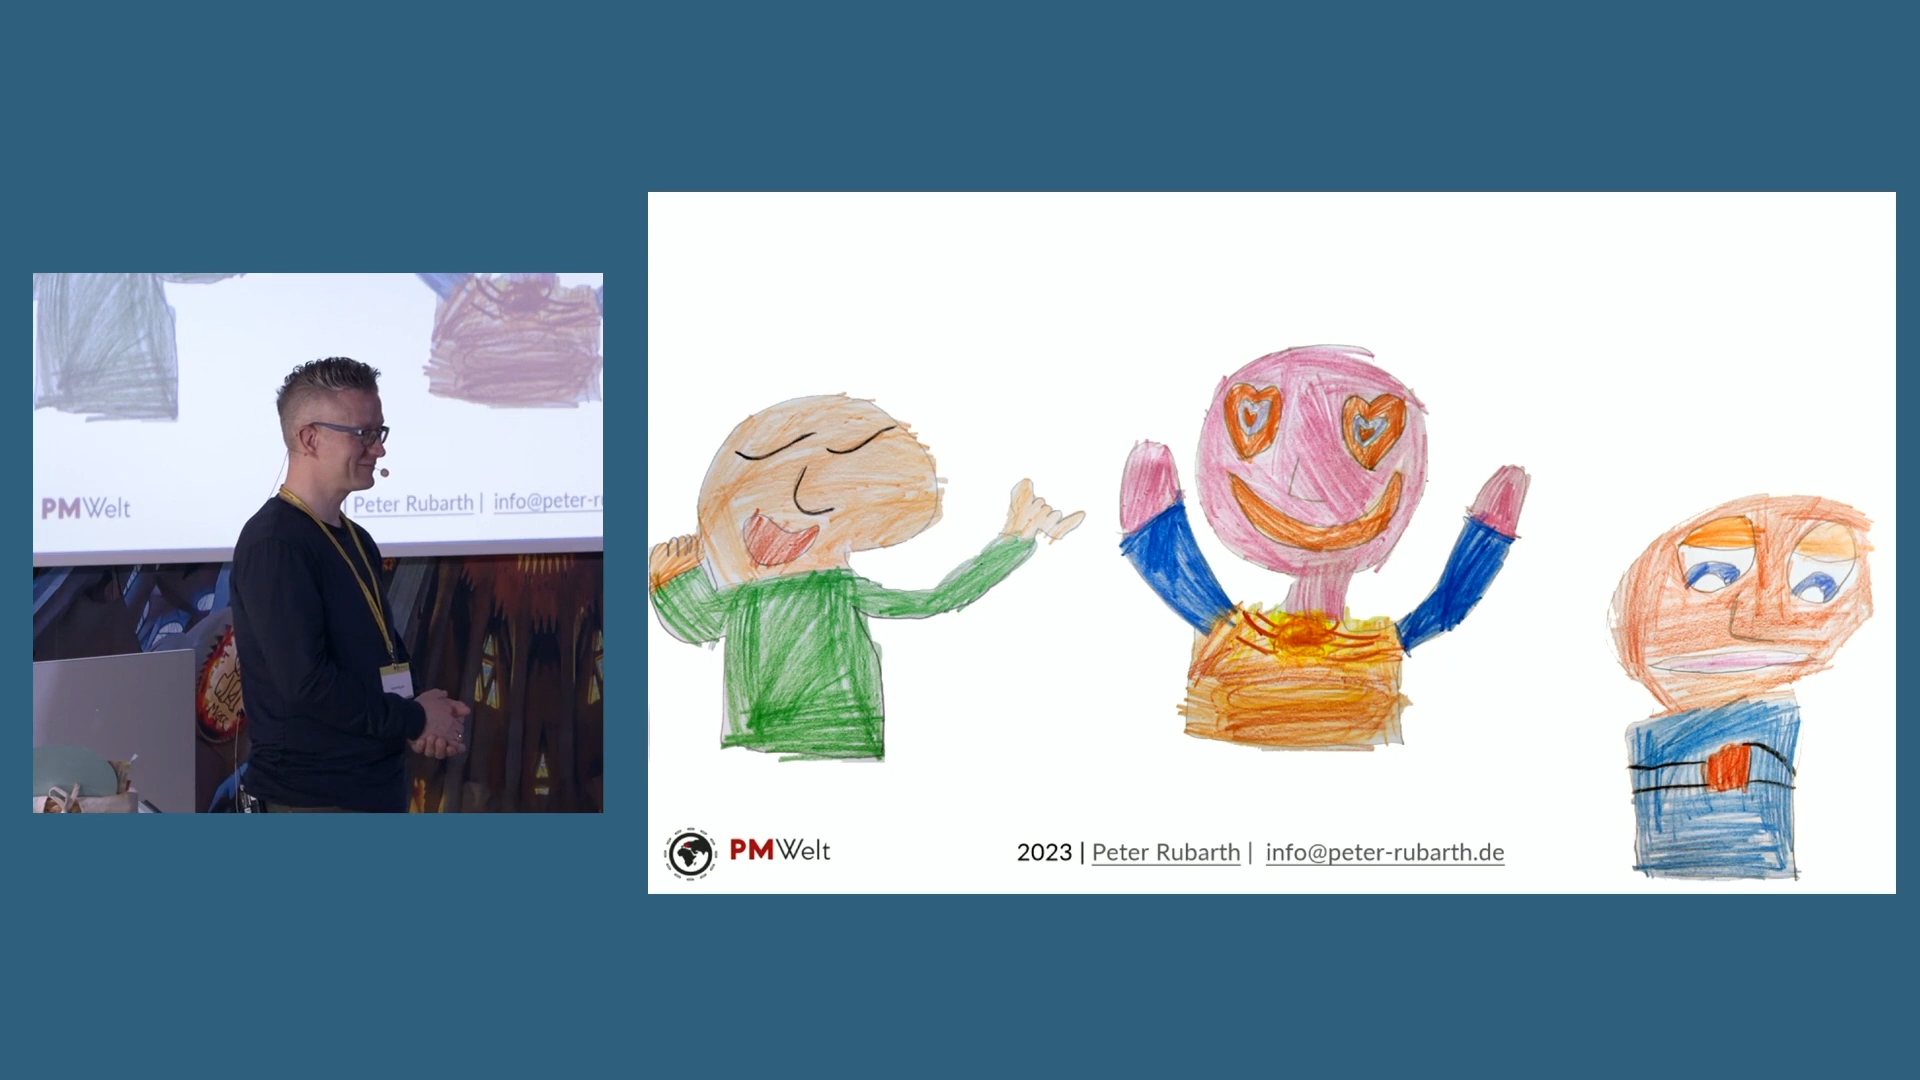 PMWelt
Peter Rubarth | info@peter-r
PMWelt
2023 | Peter Rubarth | info@peter-rubarth.de